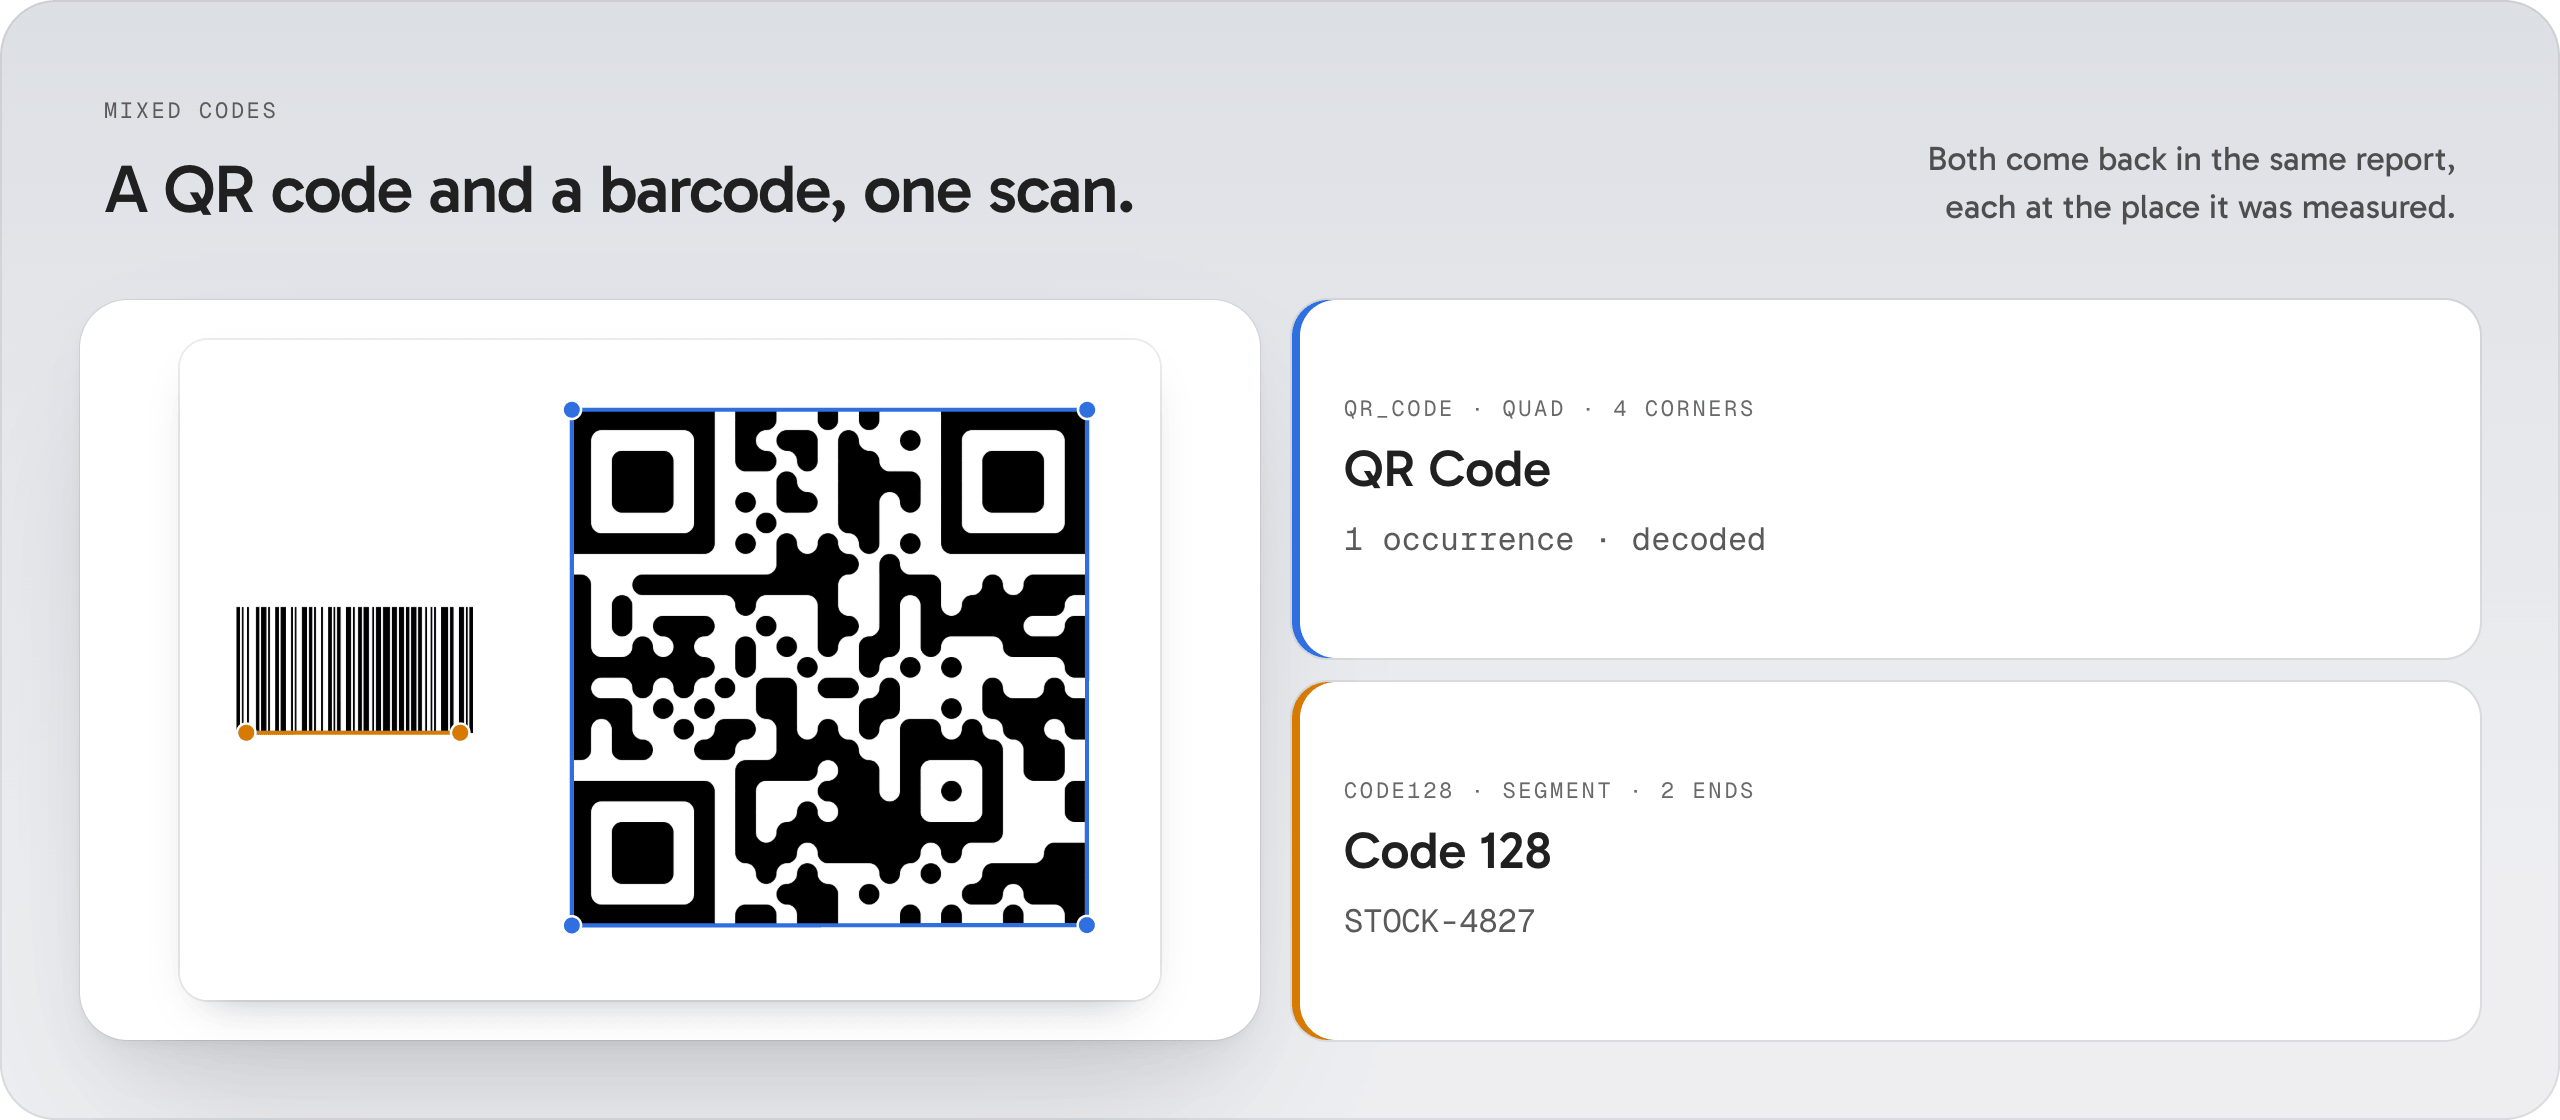 MIXED CODES
A QR code and a barcode, one scan.
Both come back in the same report,
each at the place it was measured.
QR_CODE · QUAD · 4 CORNERS
QR Code
1 occurrence · decoded
CODE128 · SEGMENT · 2 ENDS
Code 128
STOCK-4827